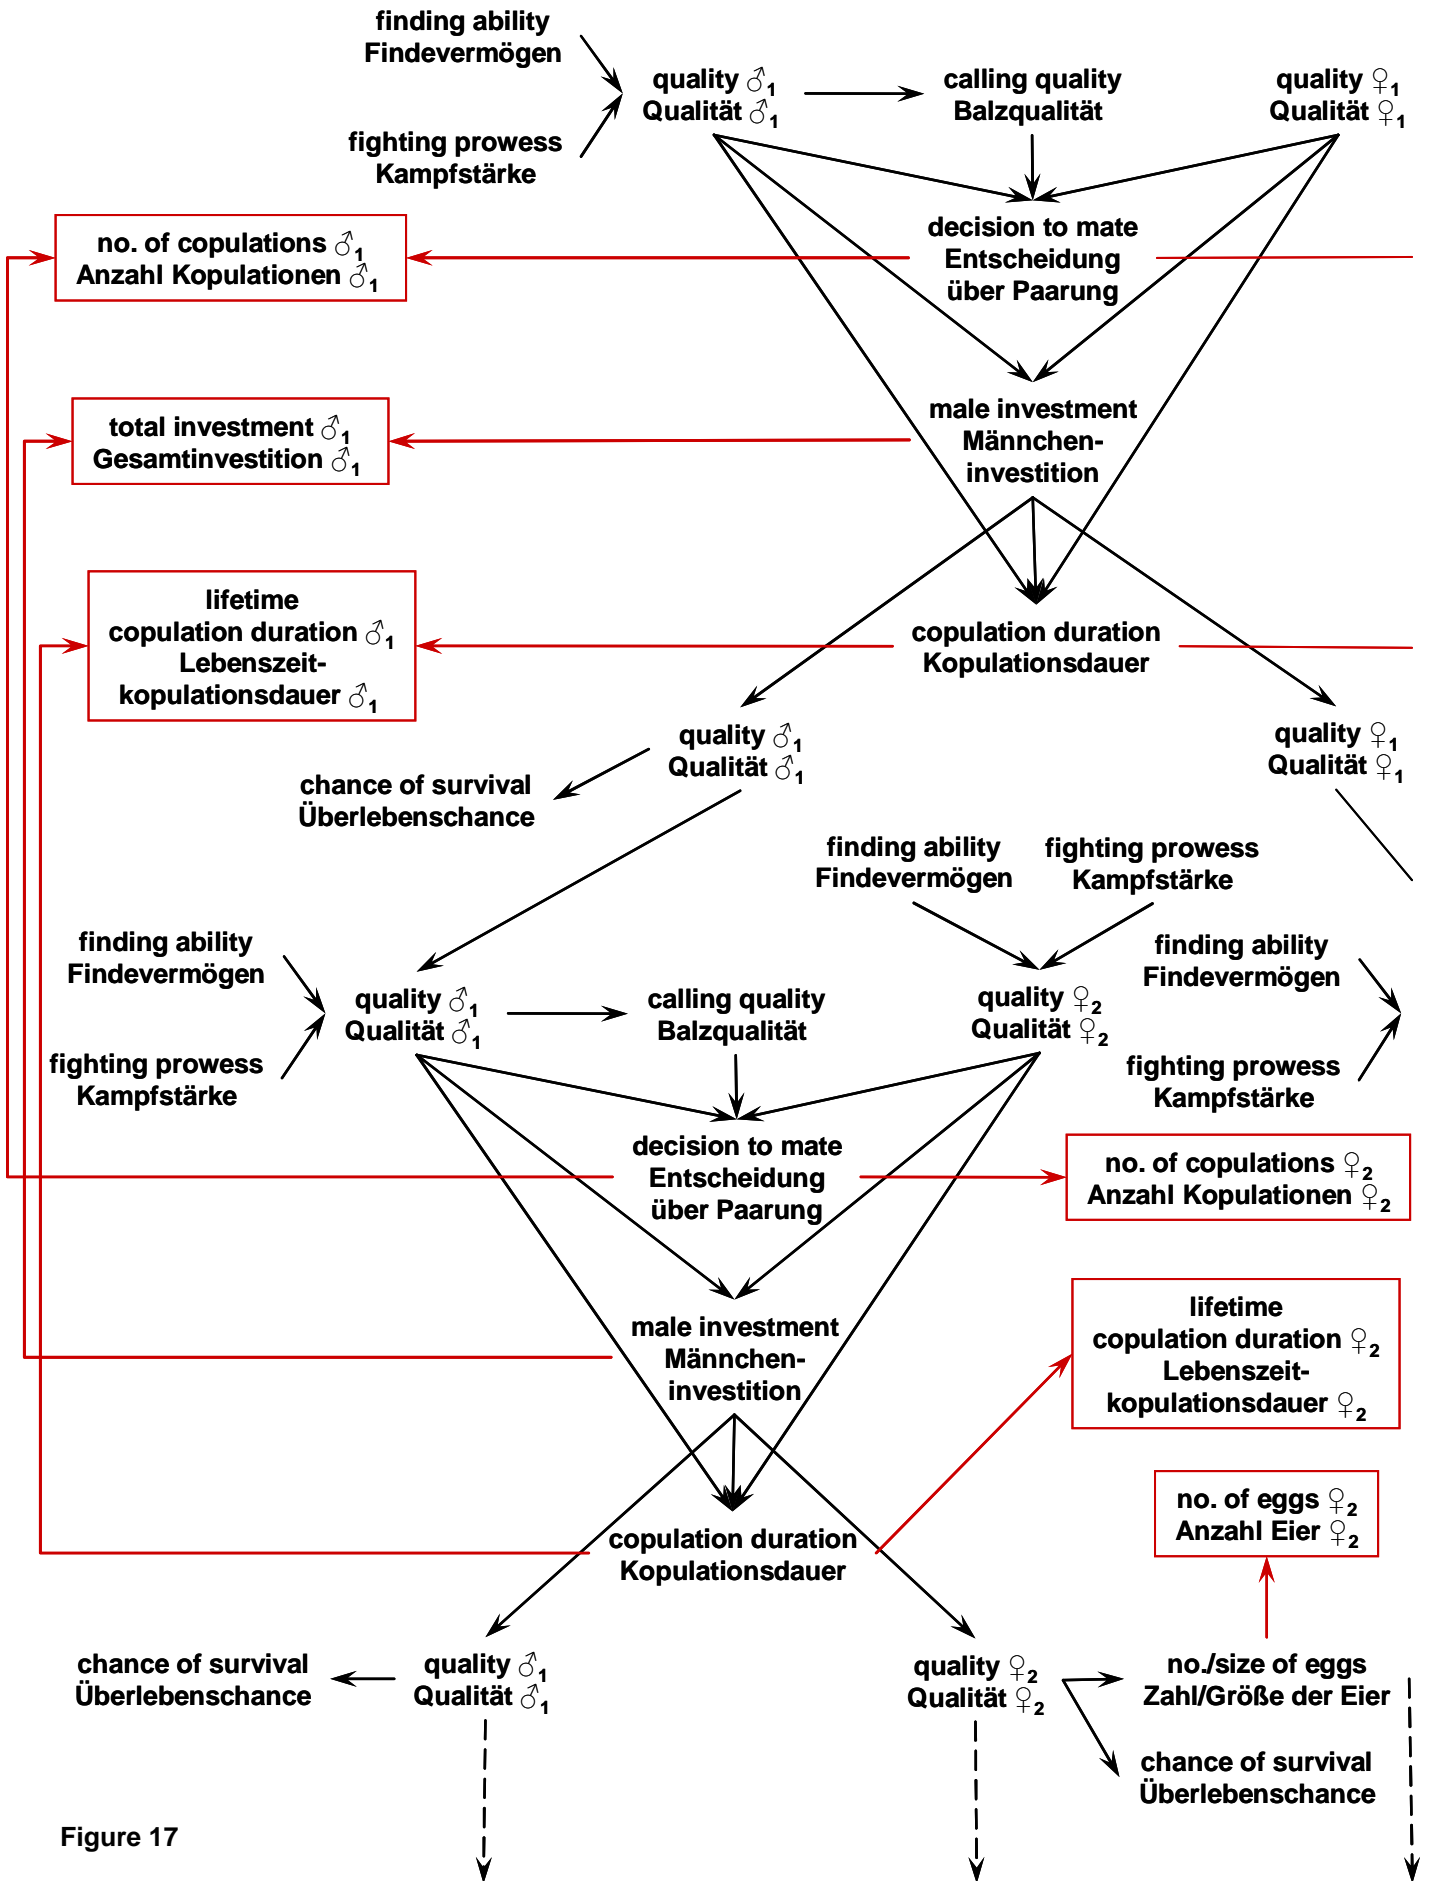 finding ability
Findevermögen
quality ♂1
Qualität ♂1
calling quality
Balzqualität
quality ♀1
Qualität ♀1
fighting prowess
Kampfstärke
no. of copulations ♂1
Anzahl Kopulationen ♂1
decision to mate
Entscheidung
über Paarung
total investment ♂1
Gesamtinvestition ♂1
male investment
Männchen-
investition
lifetime
copulation duration ♂1
Lebenszeit-
kopulationsdauer ♂1
copulation duration
Kopulationsdauer
quality ♂1
Qualität ♂1
quality ♀1
Qualität ♀1
chance of survival
Überlebenschance
finding ability
Findevermögen
fighting prowess
Kampfstärke
finding ability
Findevermögen
finding ability
Findevermögen
quality ♂1
Qualität ♂1
calling quality
Balzqualität
quality ♀2
Qualität ♀2
fighting prowess
Kampfstärke
fighting prowess
Kampfstärke
decision to mate
Entscheidung
über Paarung
no. of copulations ♀2
Anzahl Kopulationen ♀2
male investment
Männchen-
investition
lifetime
copulation duration ♀2
Lebenszeit-
kopulationsdauer ♀2
no. of eggs ♀2
Anzahl Eier ♀2
copulation duration
Kopulationsdauer
chance of survival
Überlebenschance
quality ♂1
Qualität ♂1
quality ♀2
Qualität ♀2
no./size of eggs
Zahl/Größe der Eier
chance of survival
Überlebenschance
Figure 17